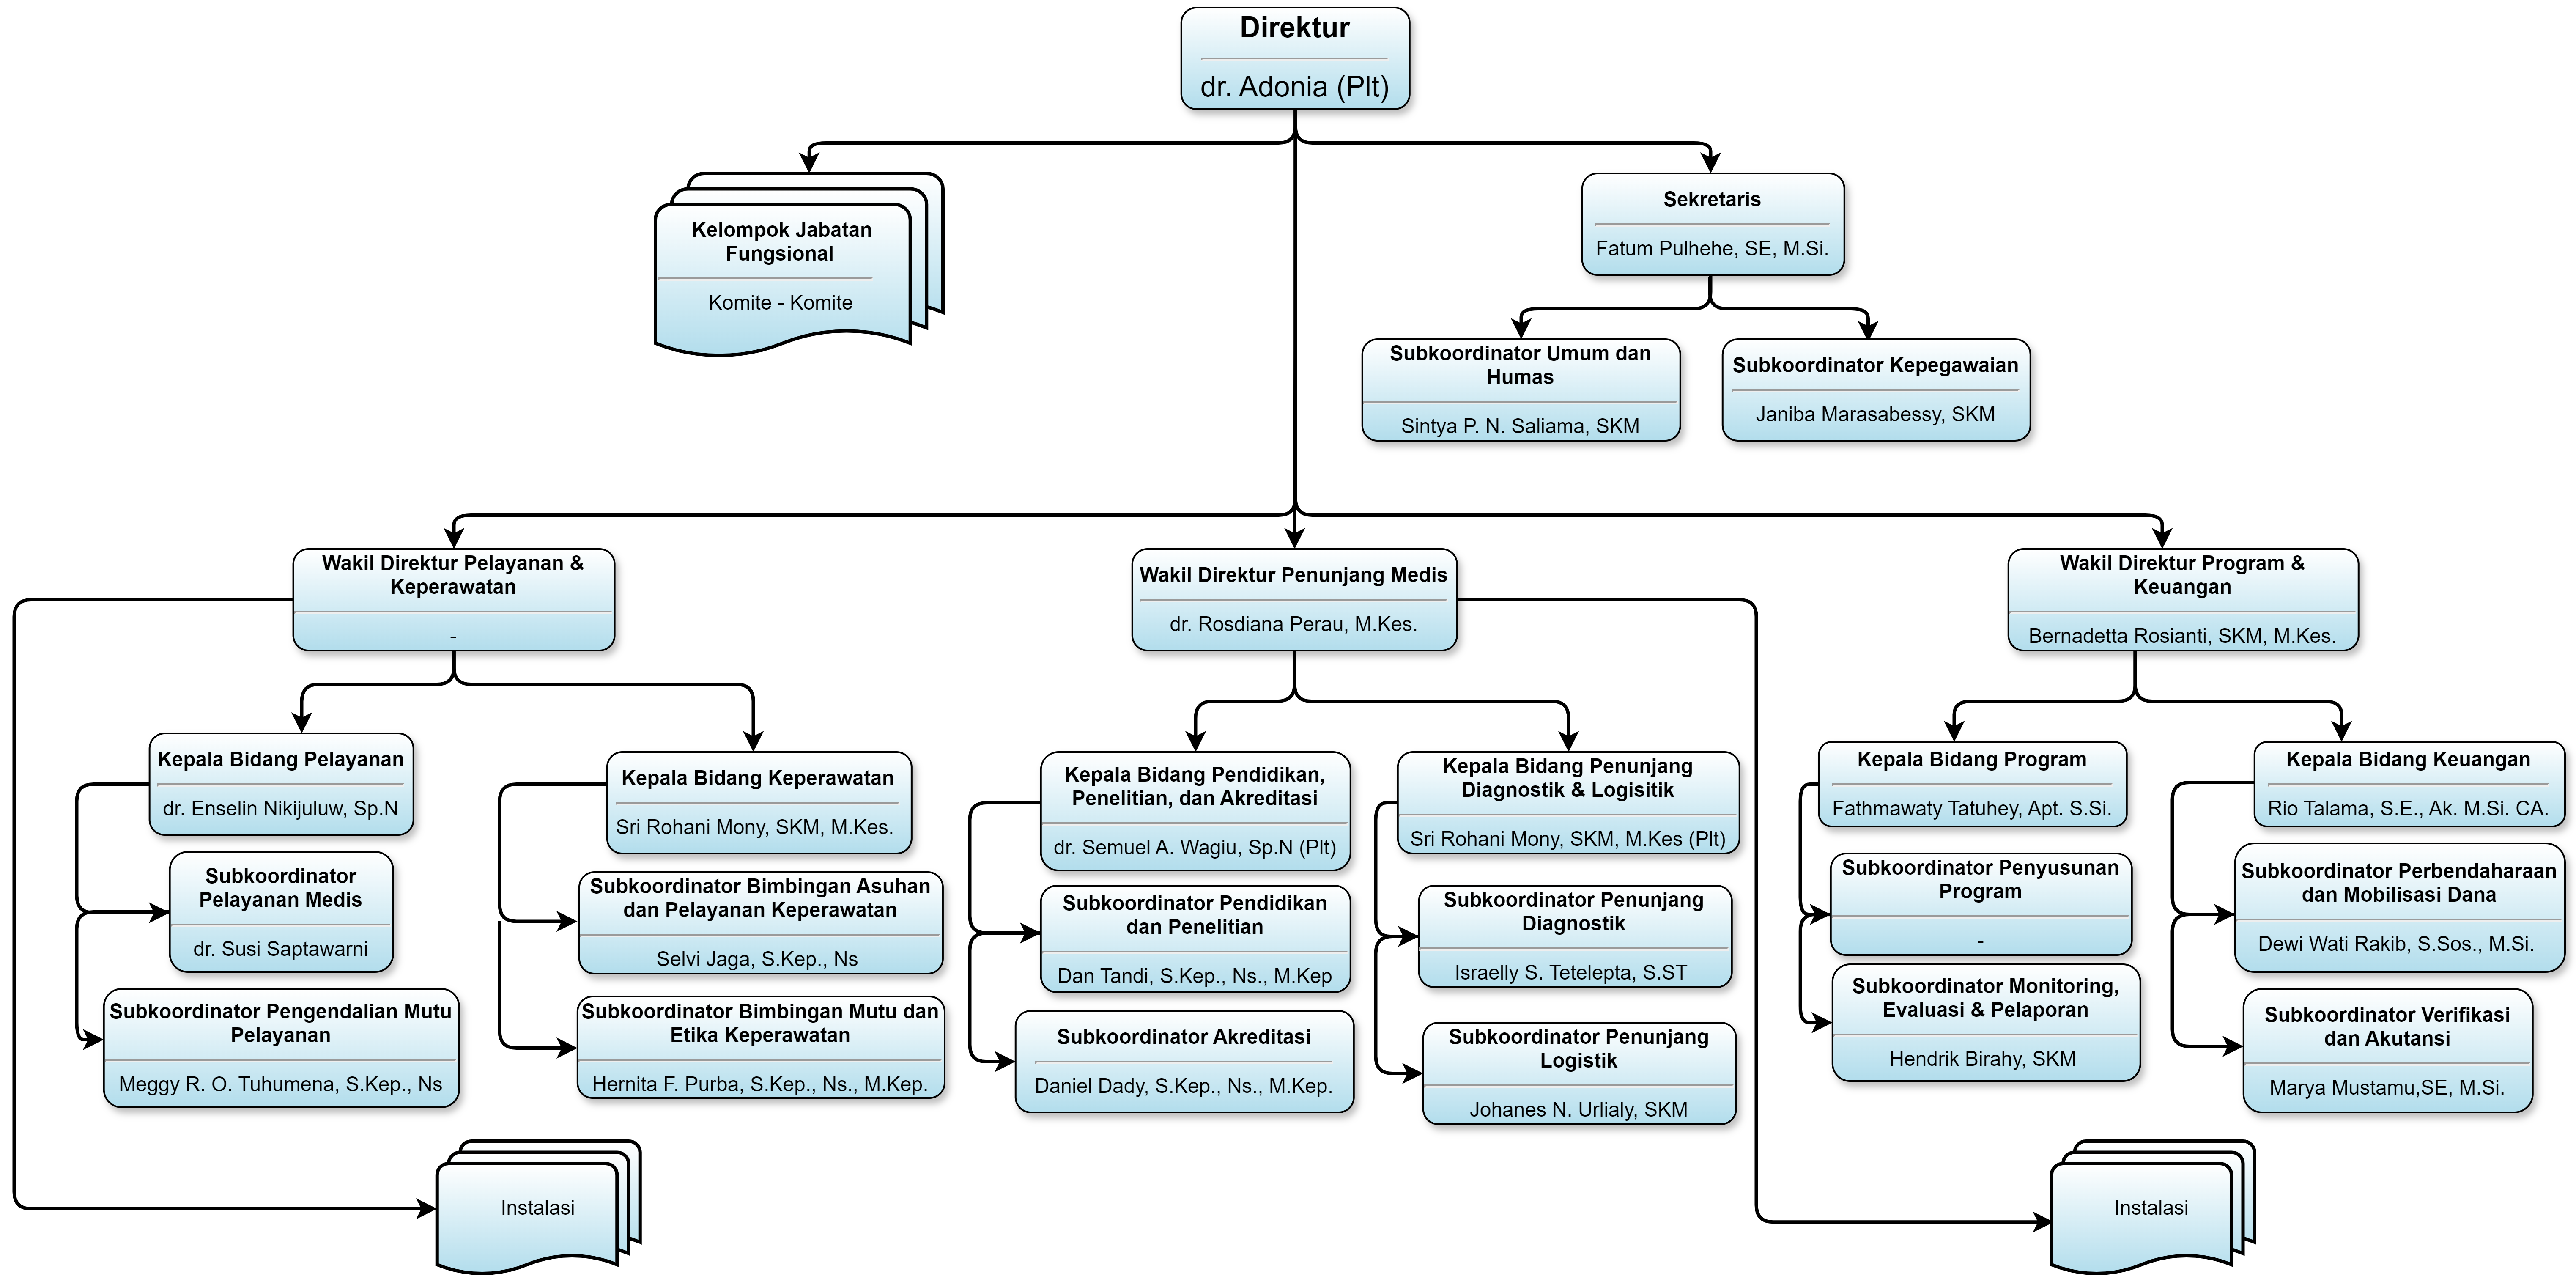 Direktur
dr. Adonia (Plt)
Kelompok Jabatan
Fungsional
Komite - Komite
Sekretaris
Fatum Pulhehe, SE, M.Si.
Subkoordinator Umum dan
Humas
Sintya P. N. Saliama, SKM
Subkoordinator Kepegawaian
Janiba Marasabessy, SKM
Wakil Direktur Pelayanan &
Keperawatan
-
Wakil Direktur Penunjang Medis
dr. Rosdiana Perau, M.Kes.
Wakil Direktur Program &
Keuangan
Bernadetta Rosianti, SKM, M.Kes.
Kepala Bidang Pelayanan
dr. Enselin Nikijuluw, Sp.N
Subkoordinator
Pelayanan Medis
dr. Susi Saptawarni
Subkoordinator Pengendalian Mutu
Pelayanan
Meggy R. O. Tuhumena, S.Kep., Ns
Kepala Bidang Keperawatan
Sri Rohani Mony, SKM, M.Kes.
Subkoordinator Bimbingan Asuhan
dan Pelayanan Keperawatan
Selvi Jaga, S.Kep., Ns
Subkoordinator Bimbingan Mutu dan
Etika Keperawatan
Hernita F. Purba, S.Kep., Ns., M.Kep.
Kepala Bidang Pendidikan,
Penelitian, dan Akreditasi
dr. Semuel A. Wagiu, Sp.N (Plt)
Subkoordinator Pendidikan
dan Penelitian
Dan Tandi, S.Kep., Ns., M.Kep
Subkoordinator Akreditasi
Daniel Dady, S.Kep., Ns., M.Kep.
Kepala Bidang Penunjang
Diagnostik & Logisitik
Sri Rohani Mony, SKM, M.Kes (Plt)
Subkoordinator Penunjang
Diagnostik
Israelly S. Tetelepta, S.ST
Subkoordinator Penunjang
Logistik
Johanes N. Urlialy, SKM
Kepala Bidang Program
Fathmawaty Tatuhey, Apt. S.Si.
Subkoordinator Penyusunan
Program
-
Subkoordinator Monitoring,
Evaluasi & Pelaporan
Hendrik Birahy, SKM
Kepala Bidang Keuangan
Rio Talama, S.E., Ak. M.Si. CA.
Subkoordinator Perbendaharaan
dan Mobilisasi Dana
Dewi Wati Rakib, S.Sos., M.Si.
Subkoordinator Verifikasi
dan Akutansi
Marya Mustamu,SE, M.Si.
Instalasi
Instalasi